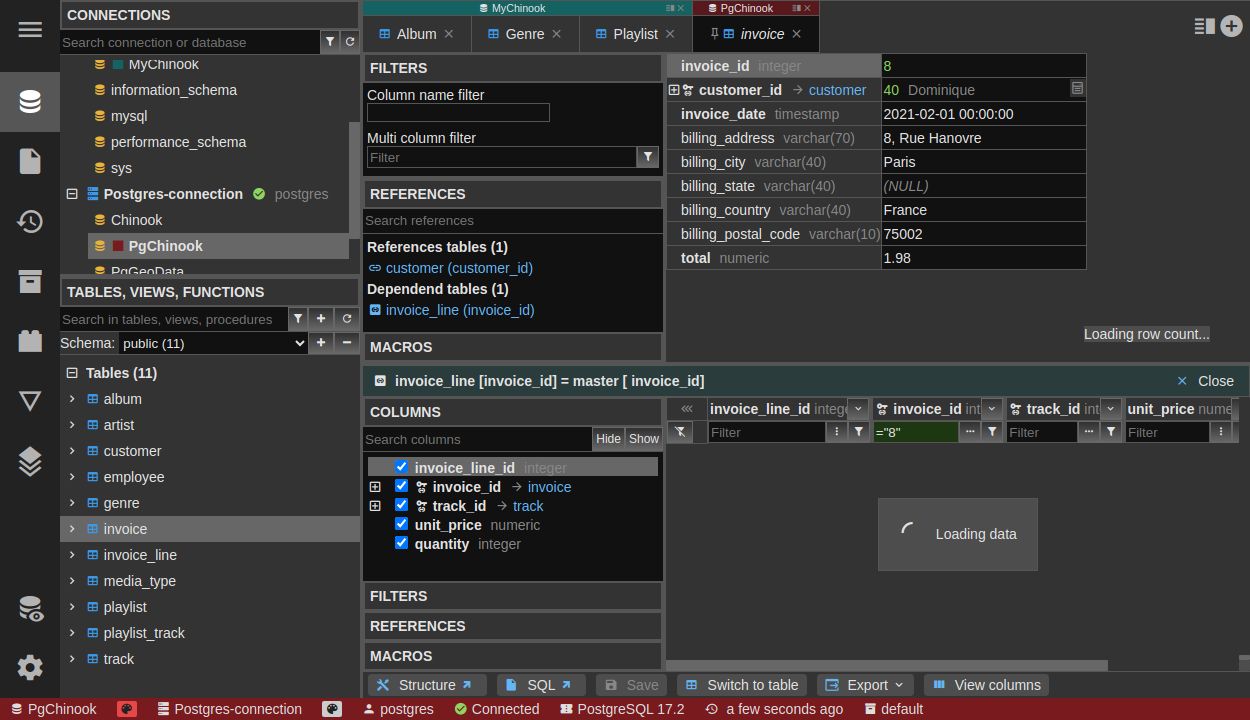 CONNECTIONS
Search connection or database
MyChinook
information_schema
mysql
performance_schema
sys
Postgres-connection postgres
Chinook
PgChinook
PgGeoData
TABLES, VIEWS, FUNCTIONS
Search in tables, views, procedures
Schema: public (11)
Tables (11)
album
artist
customer
employee
genre
invoice
invoice_line
media_type
playlist
playlist_track
track
MyChinook
PgChinook
Album
Genre
Playlist
invoice
FILTERS
Column name filter
Multi column filter
Filter
REFERENCES
Search references
References tables (1)
customer (customer_id)
Dependend tables (1)
invoice_line (invoice_id)
MACROS
invoice_id integer 8
customer_id customer 40 Dominique
invoice_date timestamp 2021-02-01 00:00:00
billing_address varchar(70) 8, Rue Hanovre
billing_city varchar(40) Paris
billing_state varchar(40) (NULL)
billing_country varchar(40) France
billing_postal_code varchar(10) 75002
total numeric 1.98
Loading row count...
invoice_line [invoice_id] = master [ invoice_id]
Close
COLUMNS
Search columns Hide Show
invoice_line_id integer
invoice_id invoice
track_id track
unit_price numeric
quantity integer
FILTERS
REFERENCES
MACROS
invoice_line_id intege invoice_id int track_id int unit_price nume
Filter ="8" Filter Filter
Loading data
Structure SQL Save Switch to table Export View columns
PgChinook Postgres-connection postgres Connected PostgreSQL 17.2 a few seconds ago default